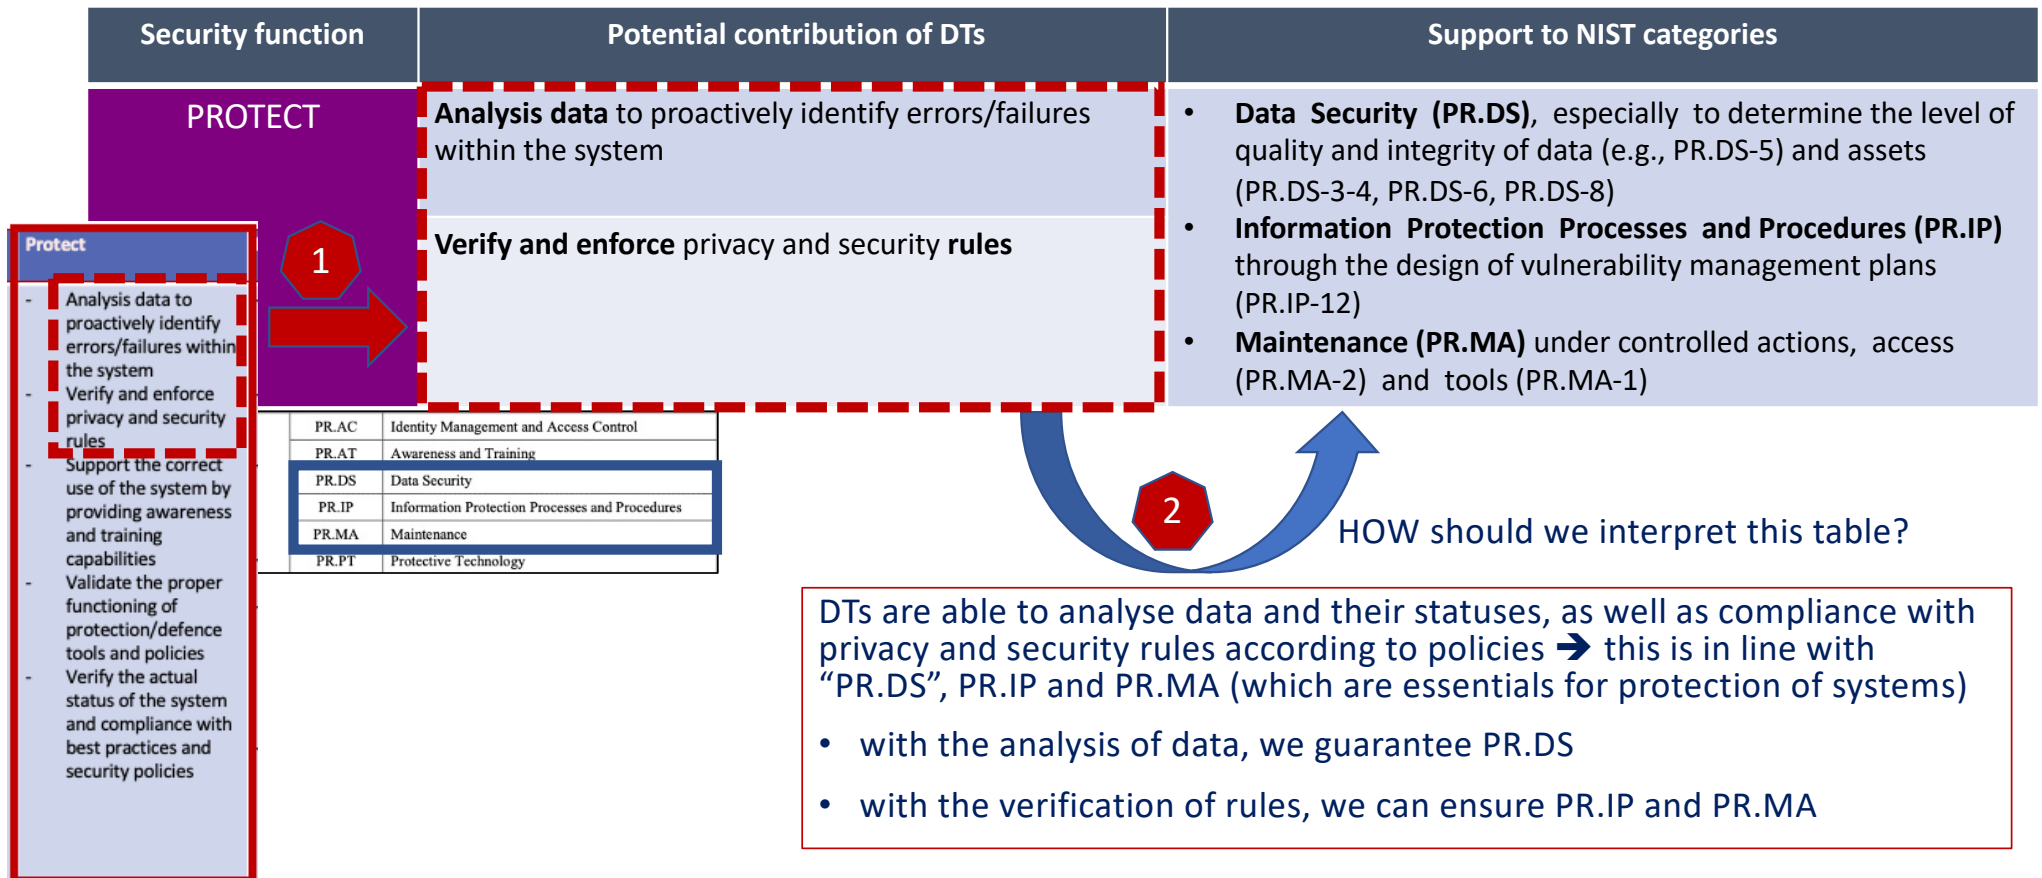 Security function
Potential contribution of DTs
Support to NIST categories
PROTECT
Analysis data to proactively identify errors/failures
within the system
Verify and enforce privacy and security rules
• Data Security (PR.DS), especially to determine the level of
quality and integrity of data (e.g., PR.DS-5) and assets
(PR.DS-3-4, PR.DS-6, PR.DS-8)
• Information Protection Processes and Procedures (PR.IP)
through the design of vulnerability management plans
(PR.IP-12)
• Maintenance (PR.MA) under controlled actions, access
(PR.MA-2) and tools (PR.MA-1)
1
Protect
- Analysis data to
proactively identify
errors/failures within
the system
- Verify and enforce
privacy and security
rules
- Support the correct
use of the system by
providing awareness
and training
capabilities
- Validate the proper
functioning of
protection/defence
tools and policies
- Verify the actual
status of the system
and compliance with
best practices and
security policies
PR.AC Identity Management and Access Control
PR.AT Awareness and Training
PR.DS Data Security
PR.IP Information Protection Processes and Procedures
PR.MA Maintenance
PR.PT Protective Technology
2
HOW should we interpret this table?
DTs are able to analyse data and their statuses, as well as compliance with
privacy and security rules according to policies ➔ this is in line with
“PR.DS”, PR.IP and PR.MA (which are essentials for protection of systems)
• with the analysis of data, we guarantee PR.DS
• with the verification of rules, we can ensure PR.IP and PR.MA